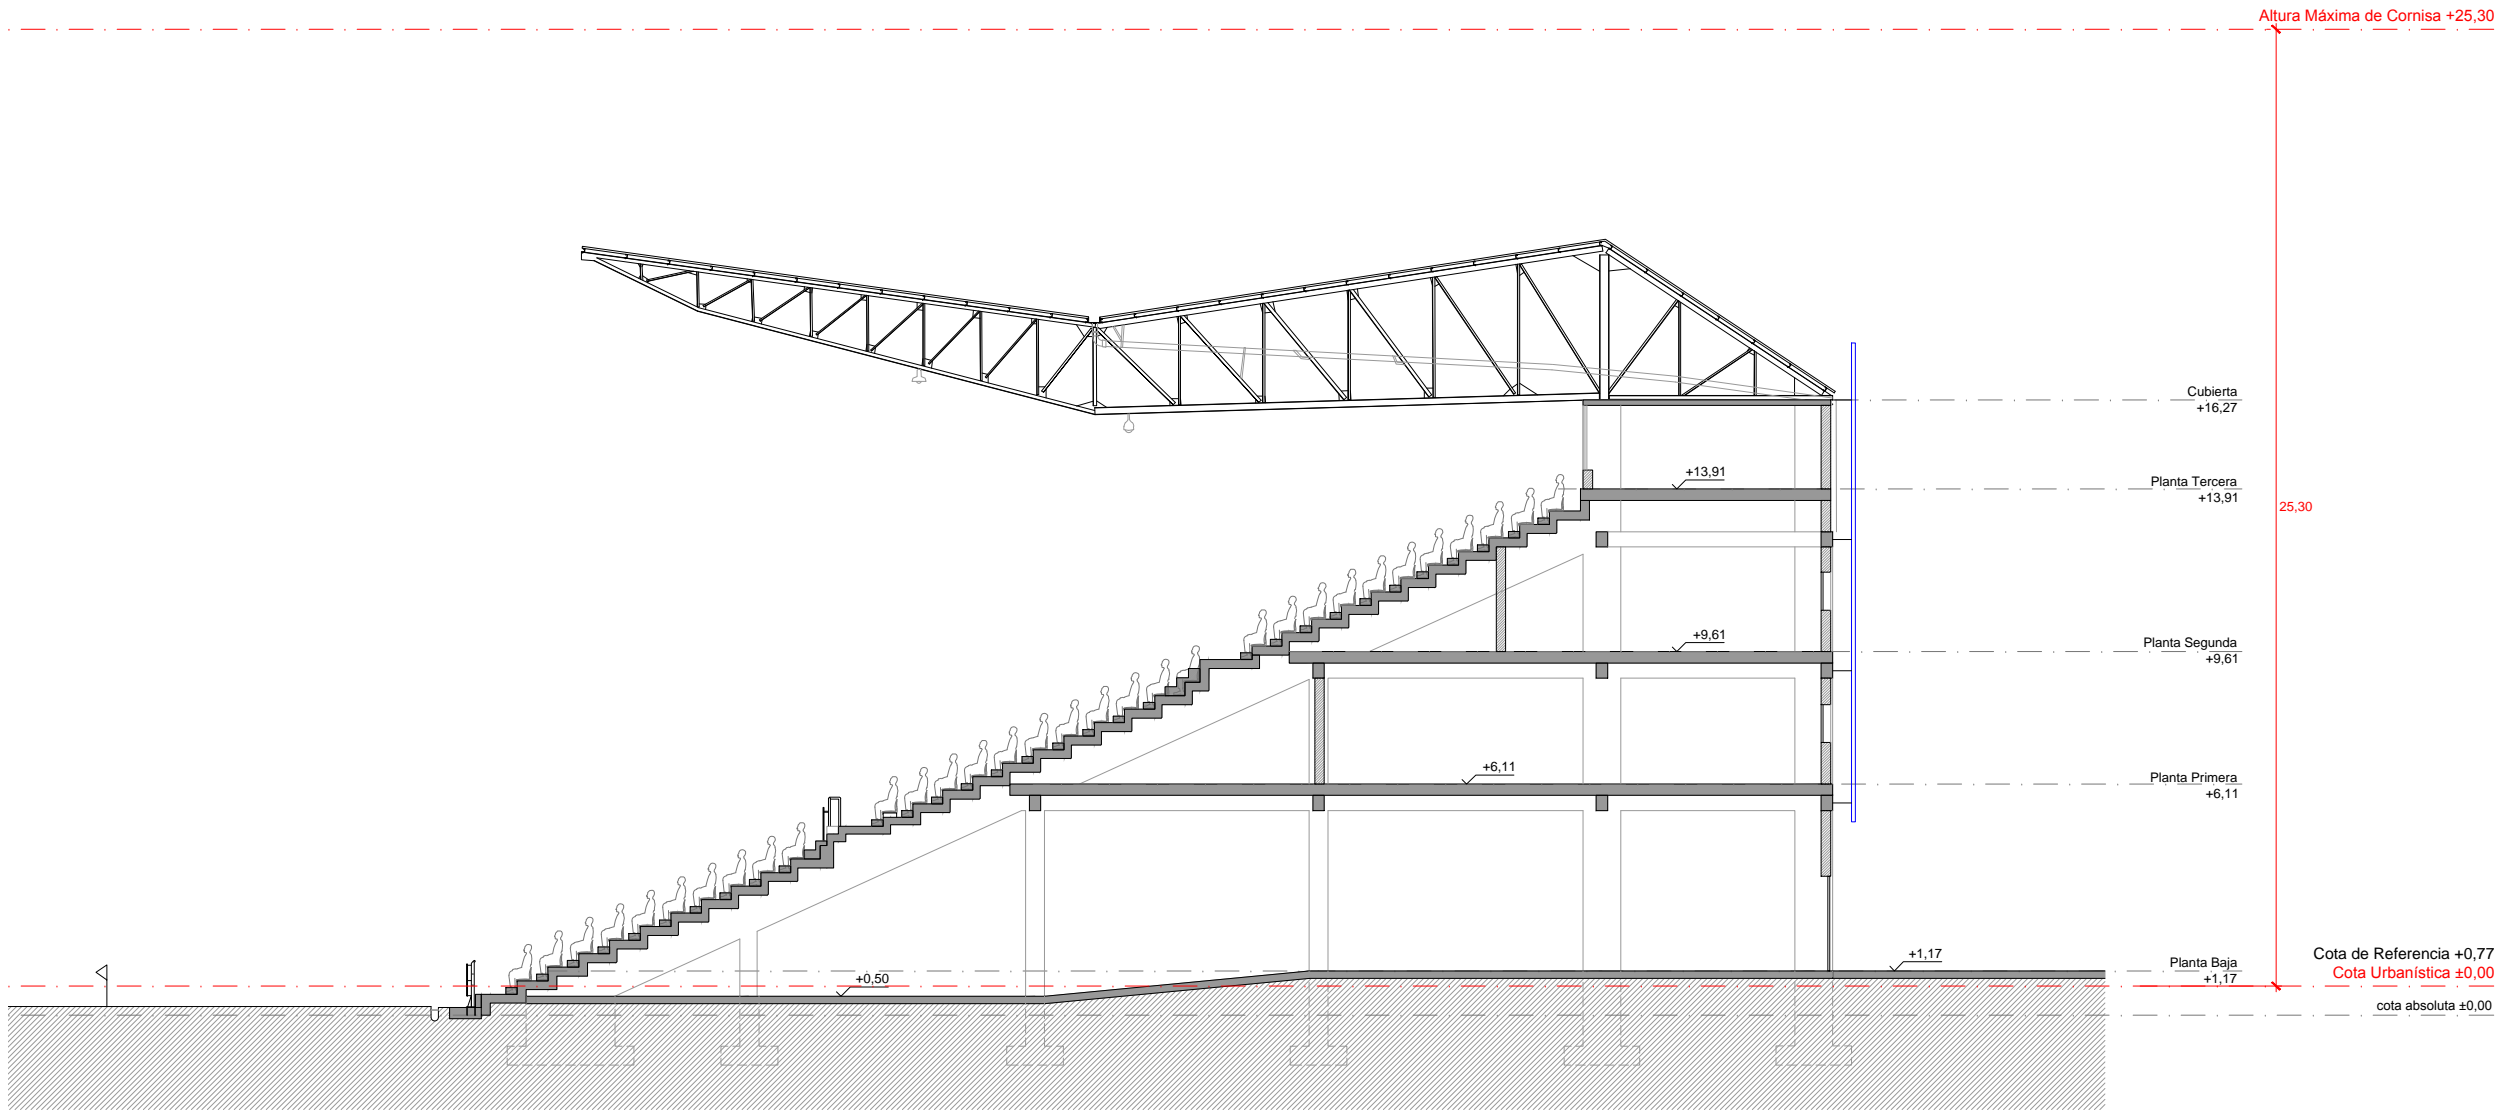 Altura Máxima de Cornisa +25,30
Cubierta
+16,27
+13,91
Planta Tercera
+13,91
25,30
+9,61
Planta Segunda
+9,61
+6,11
Planta Primera
+6,11
+1,17
Cota de Referencia +0,77
Planta Baja
Cota Urbanística ±0,00
+0,50
+1,17
cota absoluta ±0,00